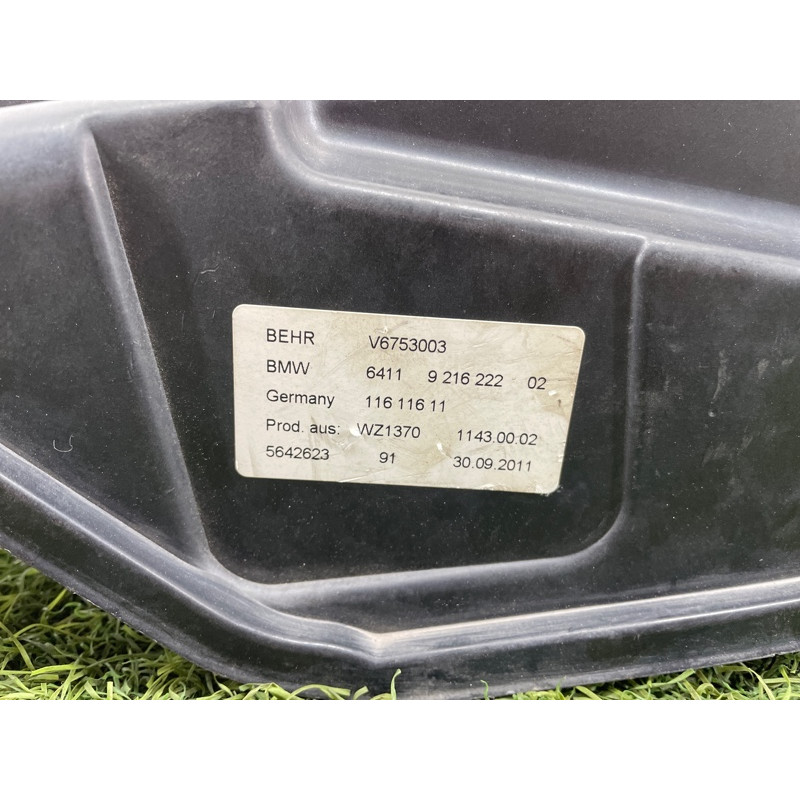 BEHR V6753003
BMW 6411 9 216 222 02
Germany 116 116 11
Prod. aus: WZ1370 1143.00.02
5642623 91 30.09.2011